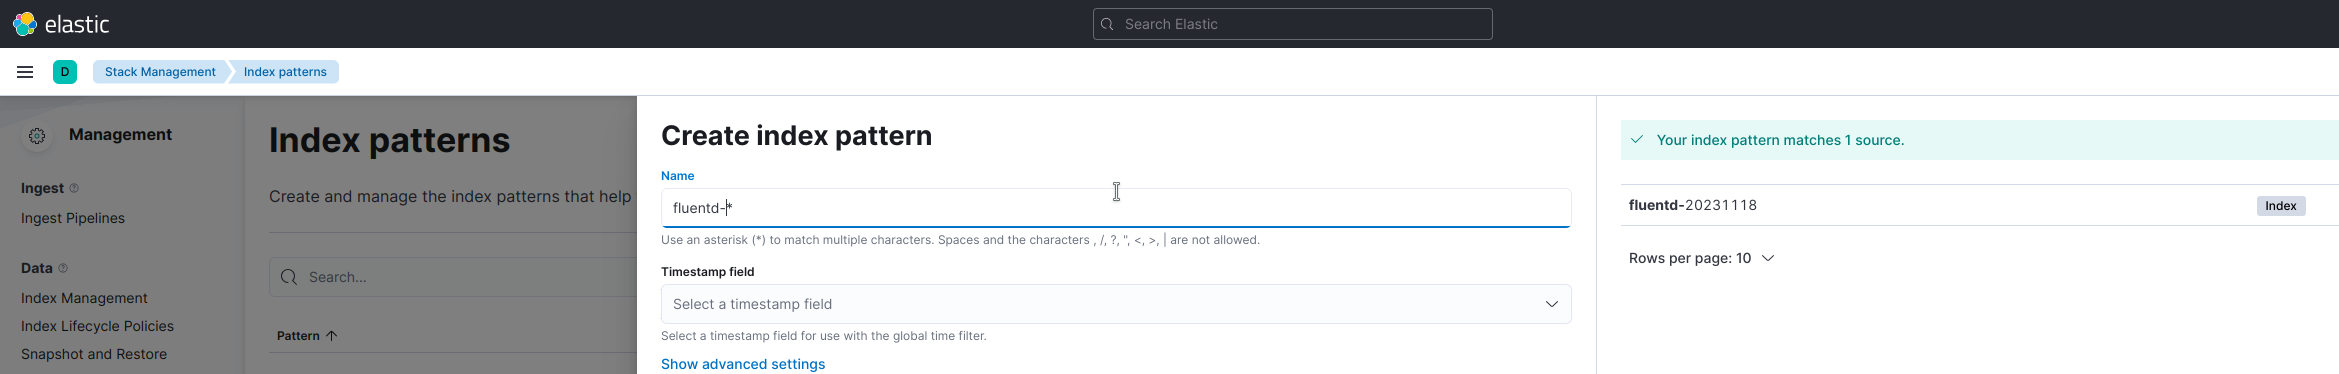 elastic
Search Elastic
D
Stack Management
Index patterns
Management
Ingest
Ingest Pipelines
Data
Index Management
Index Lifecycle Policies
Snapshot and Restore
Index patterns
Create and manage the index patterns that help
Search...
Pattern
Create index pattern
Name
fluentd-*
Use an asterisk (*) to match multiple characters. Spaces and the characters , /, ?, ", <, >, | are not allowed.
Timestamp field
Select a timestamp field
Select a timestamp field for use with the global time filter.
Show advanced settings
Your index pattern matches 1 source.
fluentd-20231118
Index
Rows per page: 10